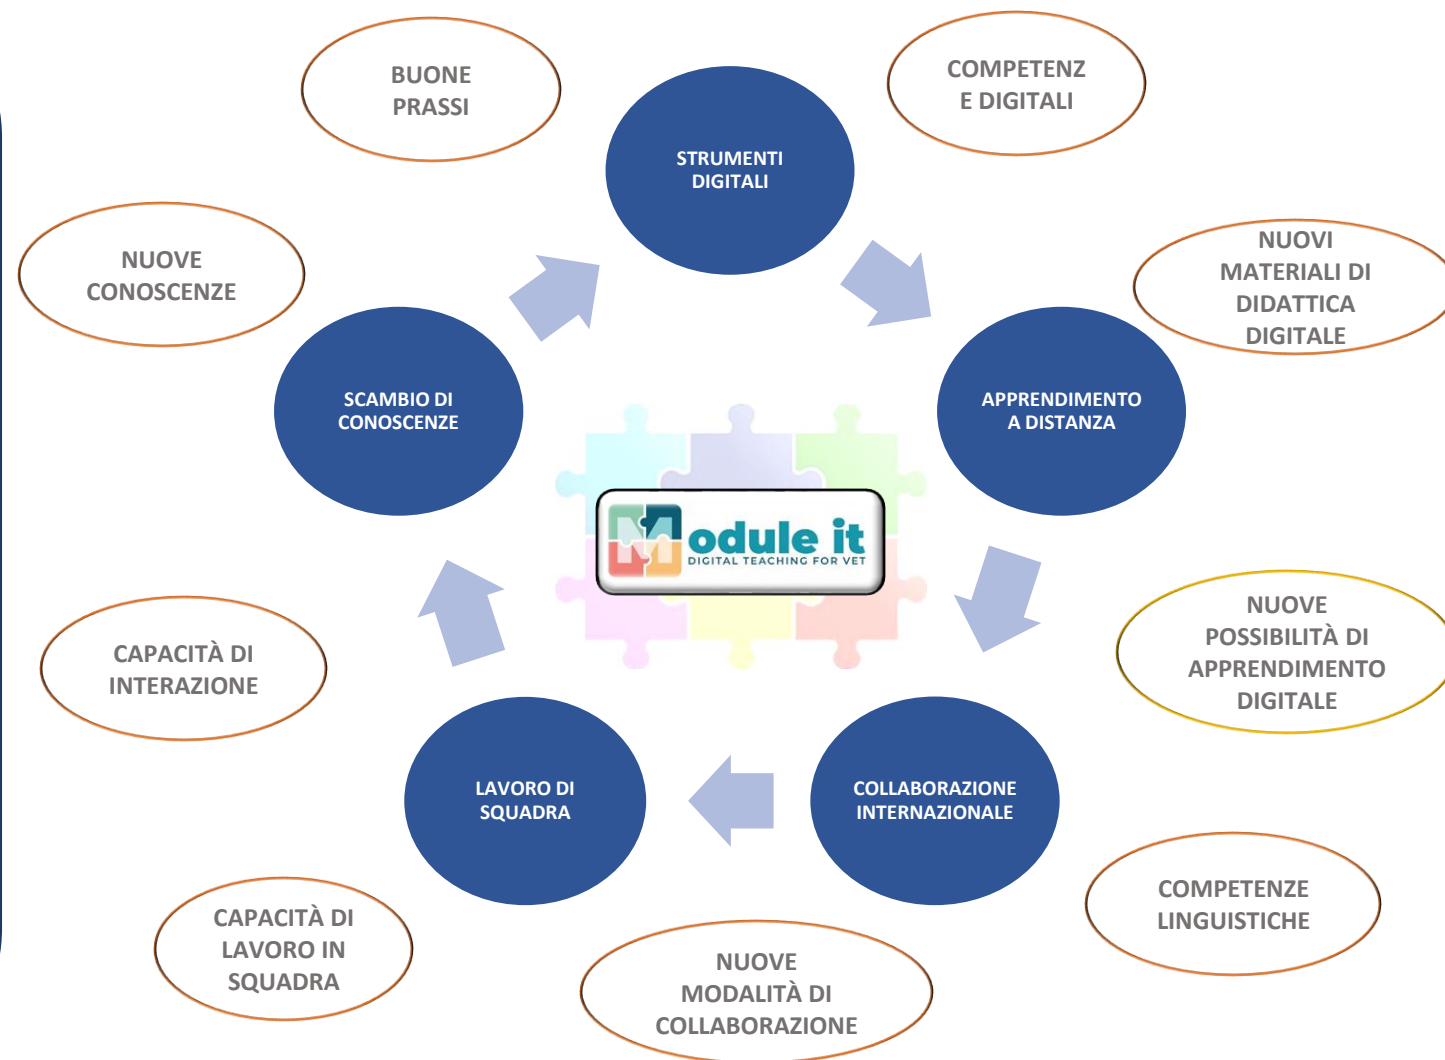 BUONE
PRASSI
COMPETENZ
E DIGITALI
STRUMENTI
DIGITALI
NUOVE
CONOSCENZE
NUOVI
MATERIALI DI
DIDATTICA
DIGITALE
SCAMBIO DI
CONOSCENZE
APPRENDIMENTO
A DISTANZA
Module it
DIGITAL TEACHING FOR VET
CAPACITÀ DI
INTERAZIONE
NUOVE
POSSIBILITÀ DI
APPRENDIMENTO
DIGITALE
LAVORO DI
SQUADRA
COLLABORAZIONE
INTERNAZIONALE
CAPACITÀ DI
LAVORO IN
SQUADRA
NUOVE
MODALITÀ DI
COLLABORAZIONE
COMPETENZE
LINGUISTICHE